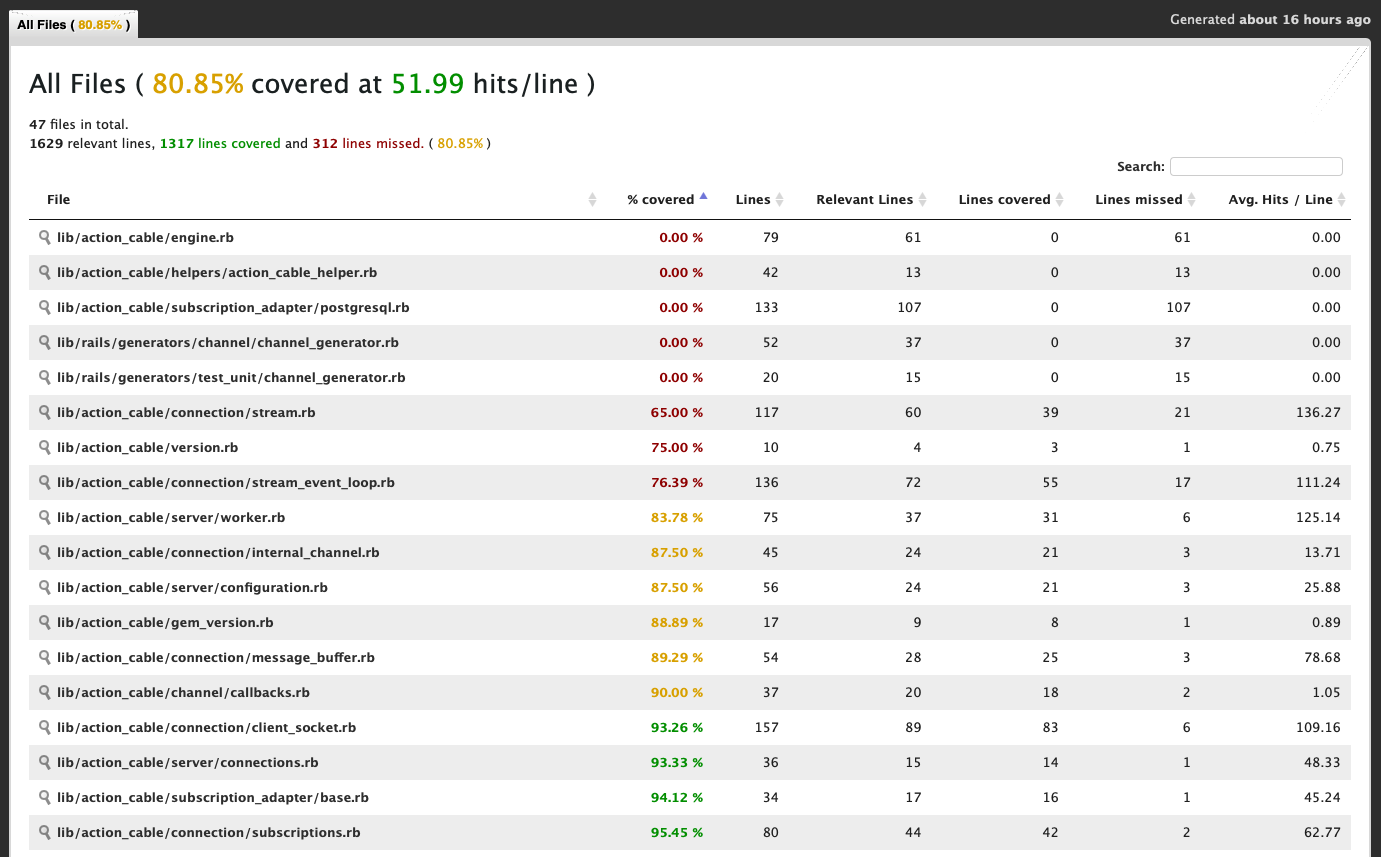 All Files ( 80.85% )
Generated about 16 hours ago
All Files ( 80.85% covered at 51.99 hits/line )
47 files in total.
1629 relevant lines, 1317 lines covered and 312 lines missed. ( 80.85% )
Search:
File % covered Lines Relevant Lines Lines covered Lines missed Avg. Hits / Line
lib/action_cable/engine.rb 0.00 % 79 61 0 61 0.00
lib/action_cable/helpers/action_cable_helper.rb 0.00 % 42 13 0 13 0.00
lib/action_cable/subscription_adapter/postgresql.rb 0.00 % 133 107 0 107 0.00
lib/rails/generators/channel/channel_generator.rb 0.00 % 52 37 0 37 0.00
lib/rails/generators/test_unit/channel_generator.rb 0.00 % 20 15 0 15 0.00
lib/action_cable/connection/stream.rb 65.00 % 117 60 39 21 136.27
lib/action_cable/version.rb 75.00 % 10 4 3 1 0.75
lib/action_cable/connection/stream_event_loop.rb 76.39 % 136 72 55 17 111.24
lib/action_cable/server/worker.rb 83.78 % 75 37 31 6 125.14
lib/action_cable/connection/internal_channel.rb 87.50 % 45 24 21 3 13.71
lib/action_cable/server/configuration.rb 87.50 % 56 24 21 3 25.88
lib/action_cable/gem_version.rb 88.89 % 17 9 8 1 0.89
lib/action_cable/connection/message_buffer.rb 89.29 % 54 28 25 3 78.68
lib/action_cable/channel/callbacks.rb 90.00 % 37 20 18 2 1.05
lib/action_cable/connection/client_socket.rb 93.26 % 157 89 83 6 109.16
lib/action_cable/server/connections.rb 93.33 % 36 15 14 1 48.33
lib/action_cable/subscription_adapter/base.rb 94.12 % 34 17 16 1 45.24
lib/action_cable/connection/subscriptions.rb 95.45 % 80 44 42 2 62.77